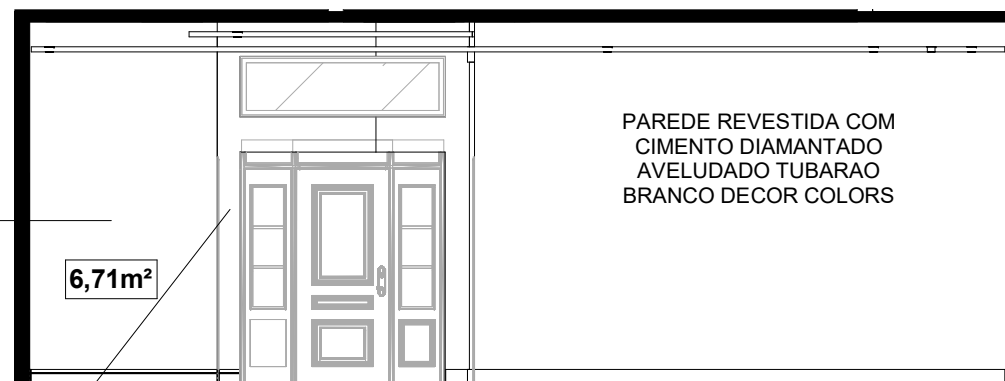 PAREDE REVESTIDA COM
CIMENTO DIAMANTADO
AVELUDADO TUBARAO
BRANCO DECOR COLORS
6,71m²